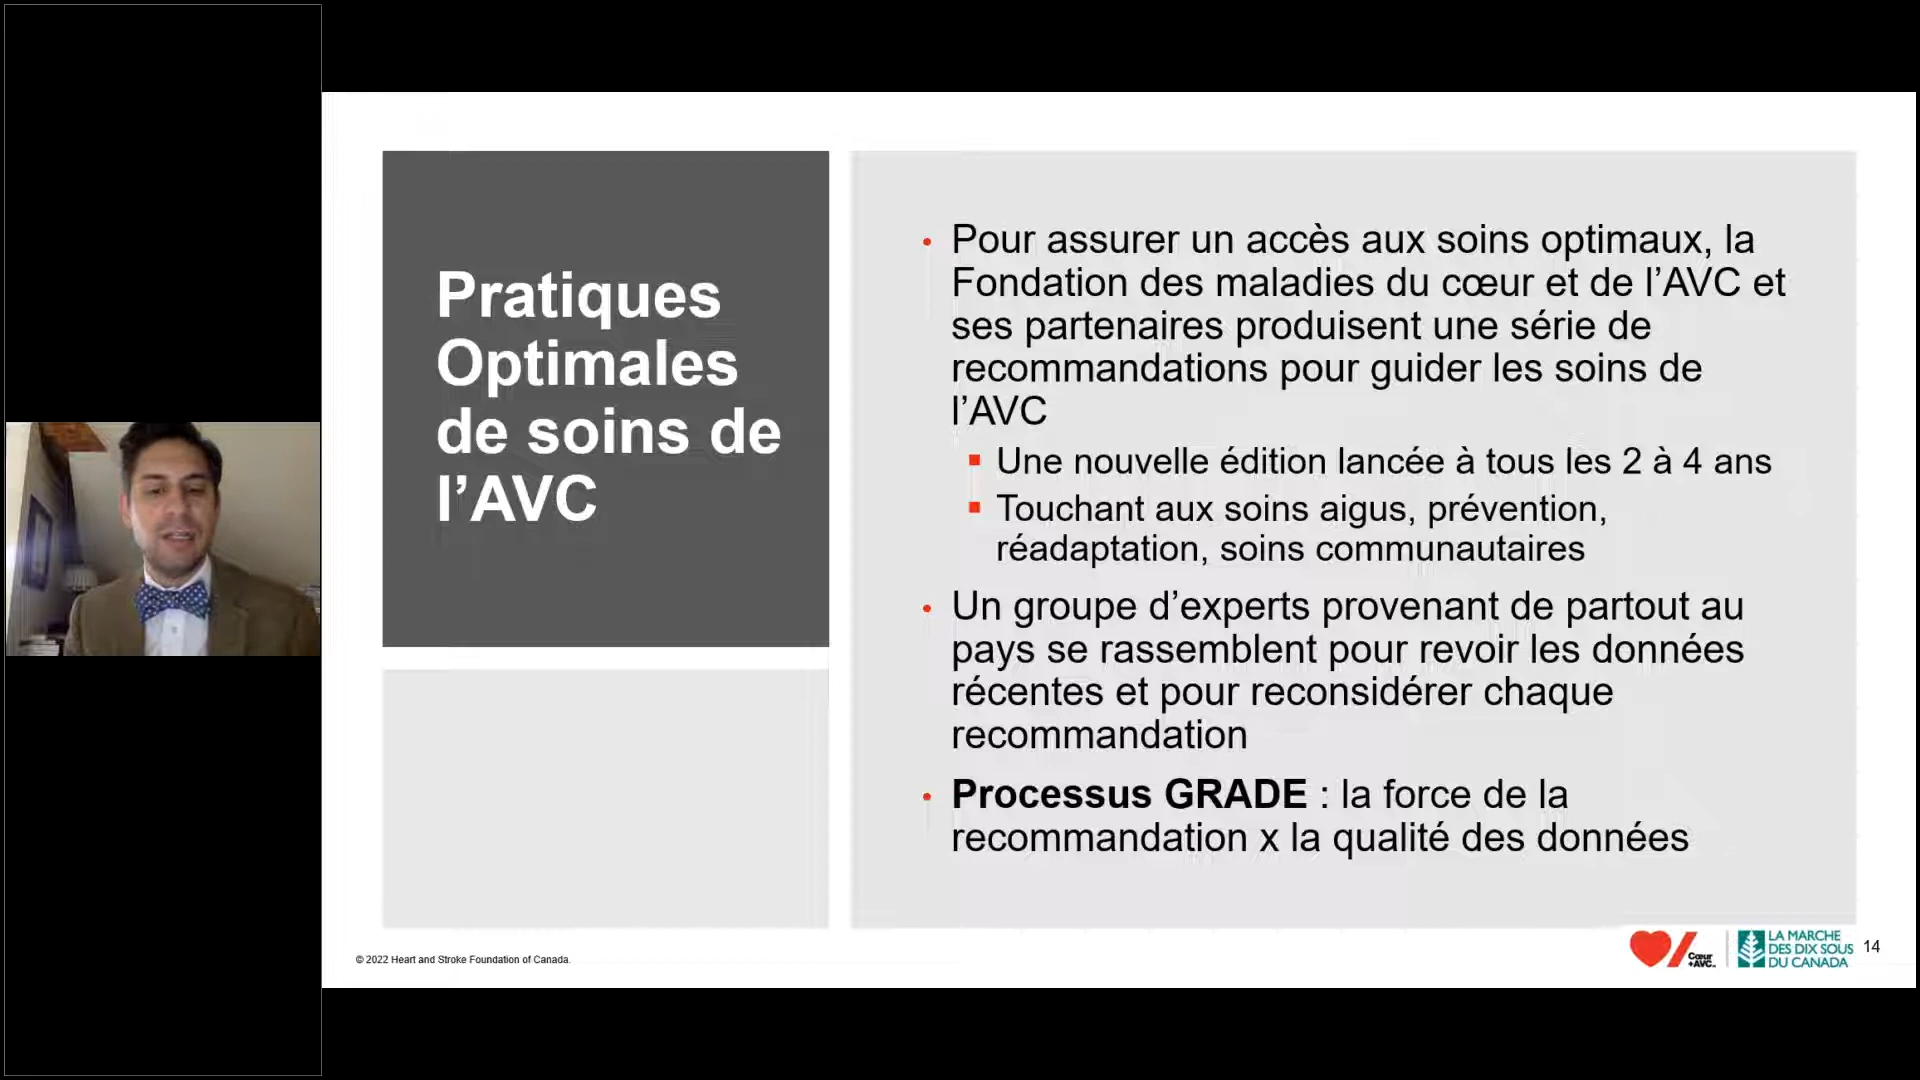 Pratiques
Optimales
de soins de
l’AVC
• Pour assurer un accès aux soins optimaux, la
Fondation des maladies du cœur et de l’AVC et
ses partenaires produisent une série de
recommandations pour guider les soins de
l’AVC
▪ Une nouvelle édition lancée à tous les 2 à 4 ans
▪ Touchant aux soins aigus, prévention,
réadaptation, soins communautaires
• Un groupe d’experts provenant de partout au
pays se rassemblent pour revoir les données
récentes et pour reconsidérer chaque
recommandation
• Processus GRADE : la force de la
recommandation x la qualité des données
© 2022 Heart and Stroke Foundation of Canada.
Cœur
+AVC™
LA MARCHE
DES DIX SOUS
DU CANADA
14